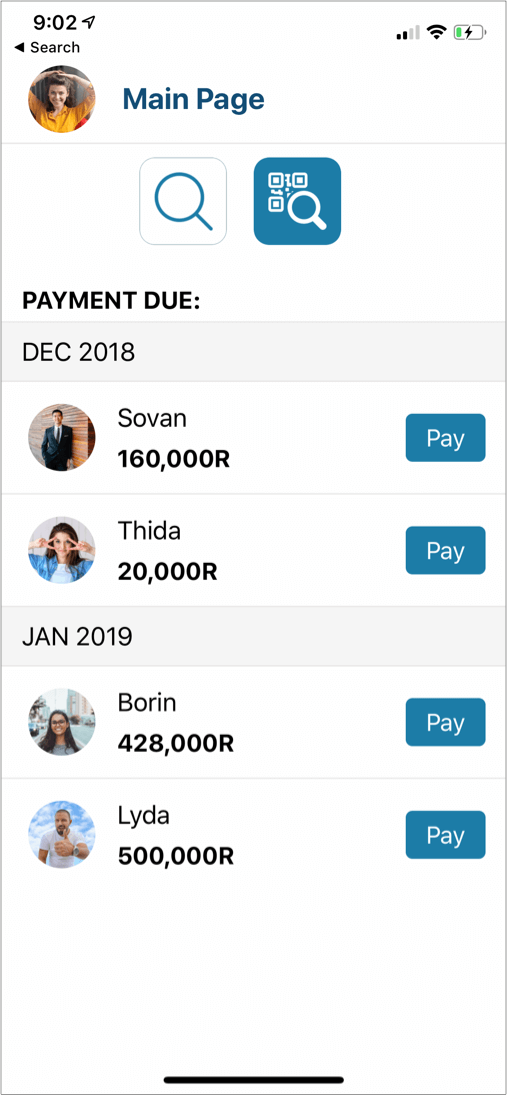 9:02
◀ Search
Main Page
PAYMENT DUE:
DEC 2018
Sovan
160,000R
Pay
Thida
20,000R
Pay
JAN 2019
Borin
428,000R
Pay
Lyda
500,000R
Pay